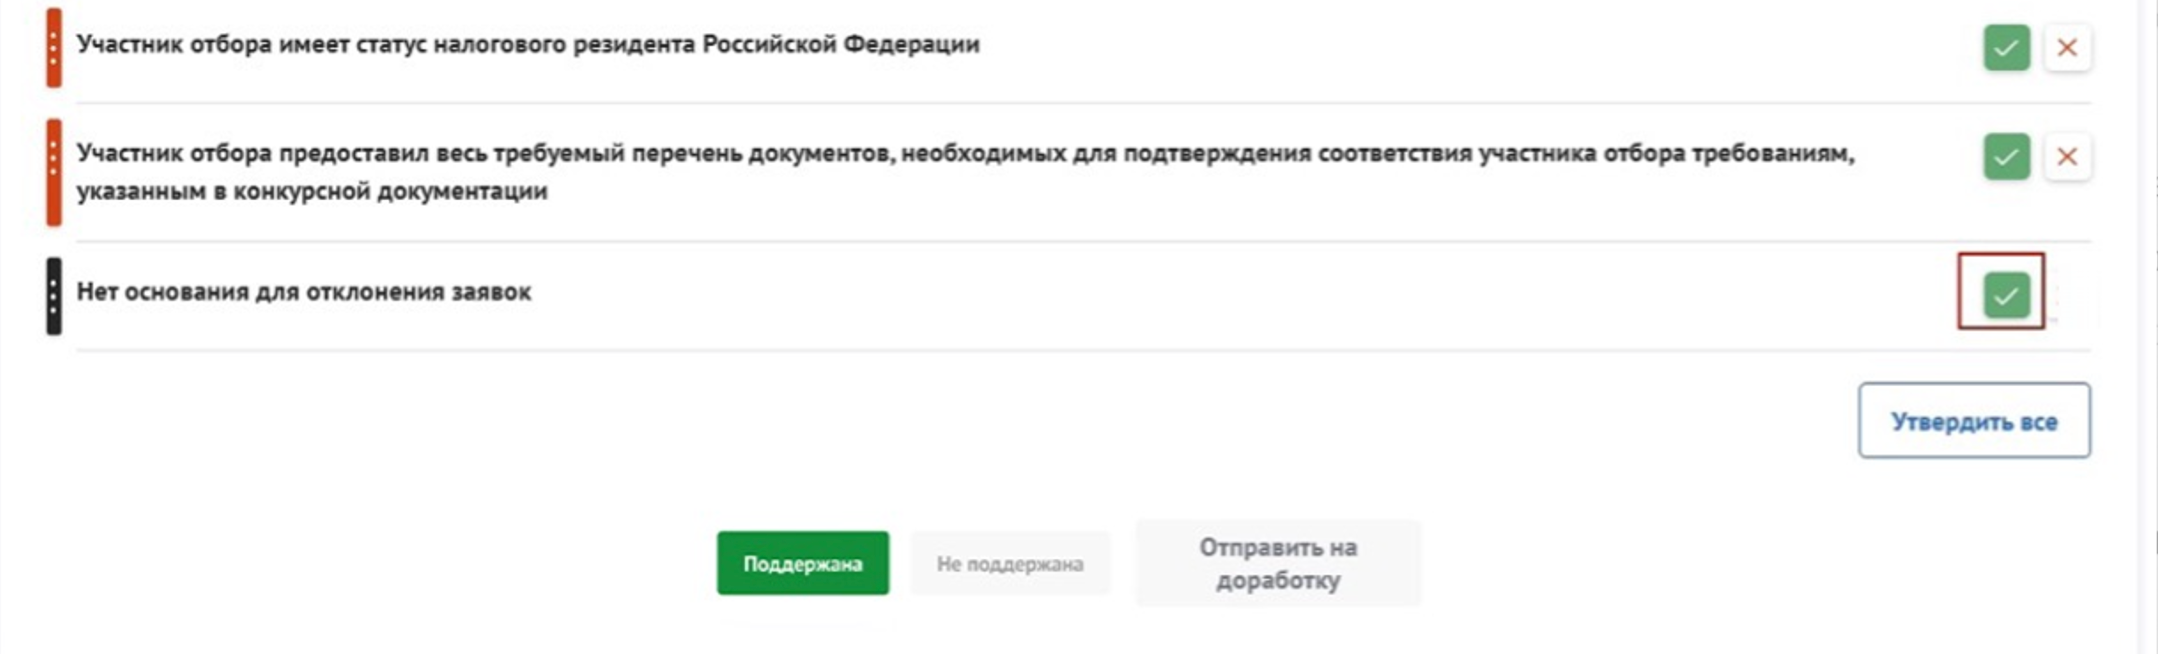 Участник отбора имеет статус налогового резидента Российской Федерации
Участник отбора предоставил весь требуемый перечень документов, необходимых для подтверждения соответствия участника отбора требованиям,
указанным в конкурсной документации
Нет основания для отклонения заявок
Утвердить все
Поддержана
Не поддержана
Отправить на
доработку